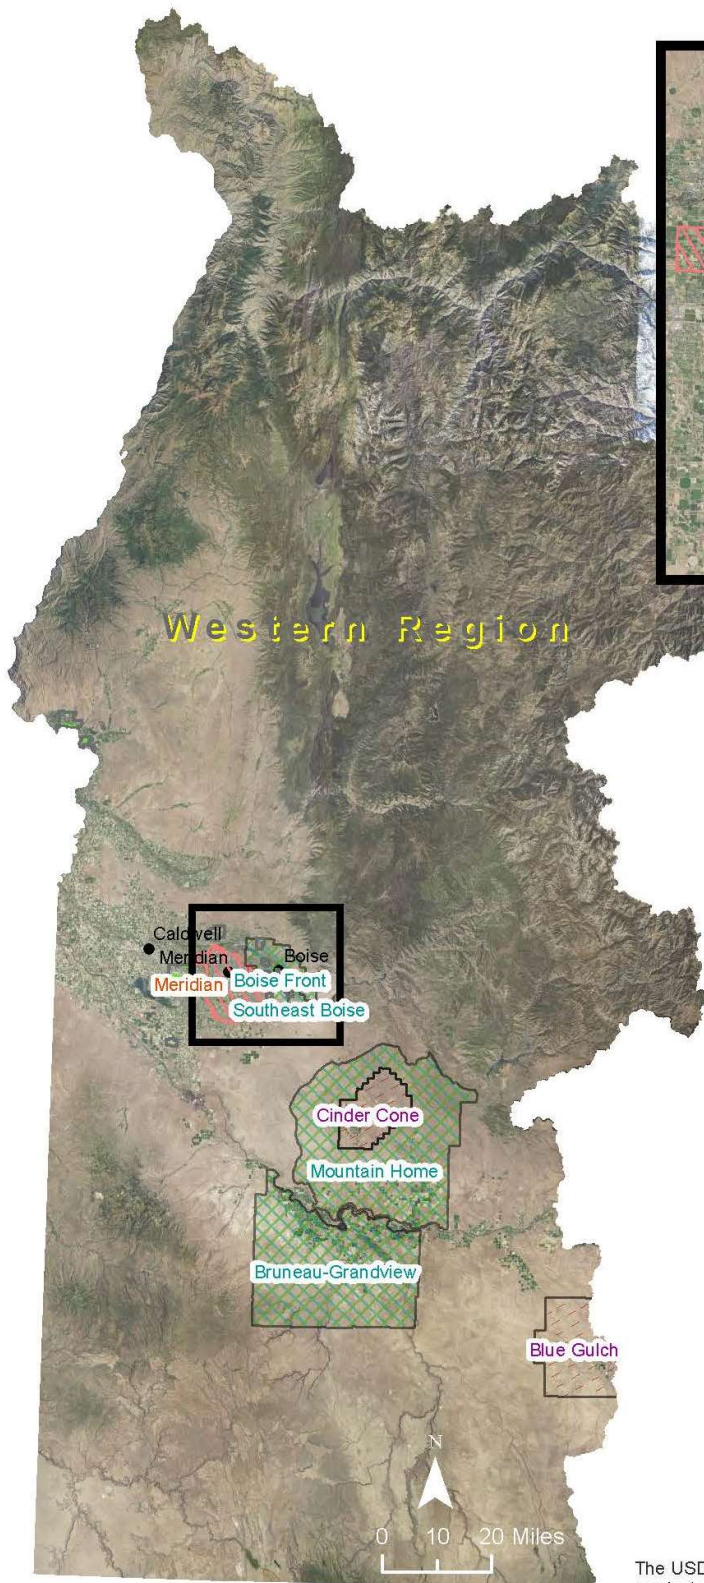 Western Region
Caldwell
Meridian
Boise
Meridian
Boise Front
Southeast Boise
Cinder Cone
Mountain Home
Bruneau-Grandview
Blue Gulch
N
0 10 20 Miles
The USD